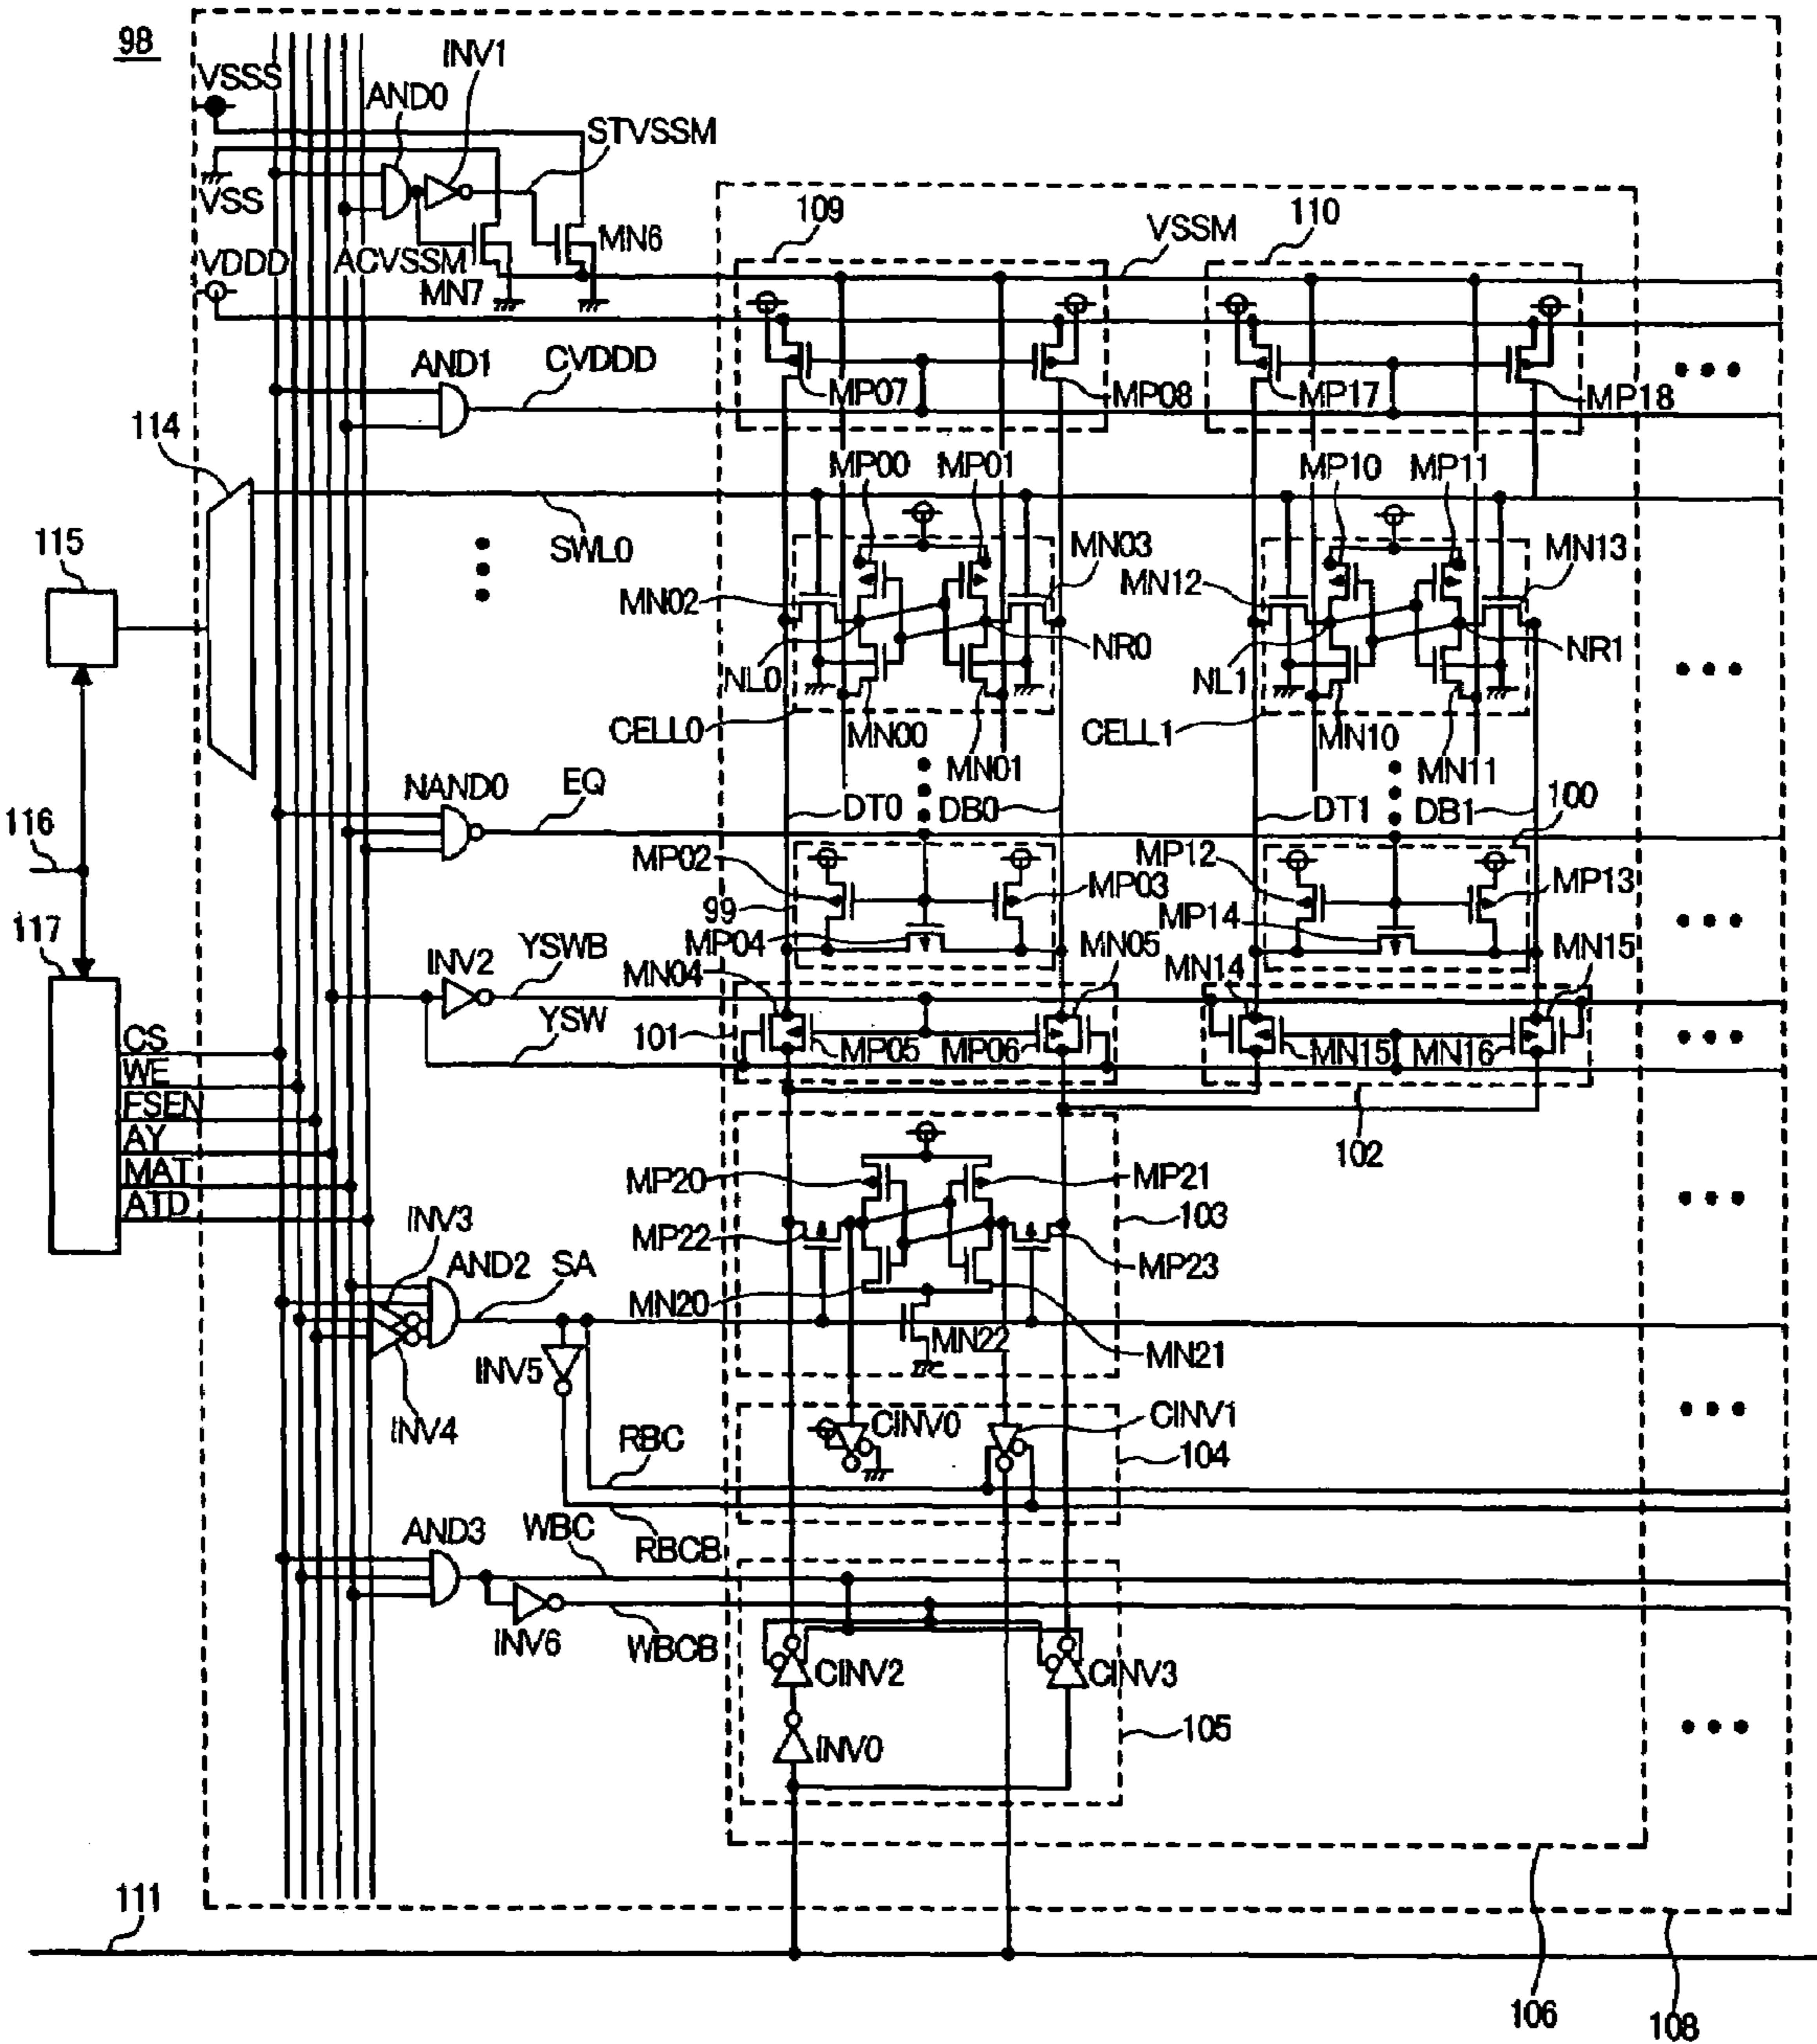 98
VSSS
INV1
AND0
STVSSM
VSS
109
VSSM
110
MN6
VDDD
ACVSSM
MN7
AND1
CVDDD
MP07
MP08
MP17
MP18
114
MP00
MP01
MP10
MP11
115
SWL0
MN03
MN13
MN02
MN12
NL0
NR0
NL1
NR1
CELL0
MN00
CELL1
MN10
MN01
MN11
NAND0
EQ
DT0
DB0
DT1
DB1
100
116
MP02
MP03
MP12
MP13
99
MP04
MP14
117
INV2
YSWB
MN04
MN05
MN14
MN15
YSW
101
MP05
MP06
MN15
MN16
CS
WE
FSEN
AY
MAT
ATD
102
MP20
MP21
103
INV3
MP22
MP23
AND2
SA
MN20
MN22
MN21
INV5
INV4
CINV0
CINV1
RBC
104
AND3
WBC
RBCB
INV6
WBCB
CINV2
CINV3
INV0
105
111
106
108